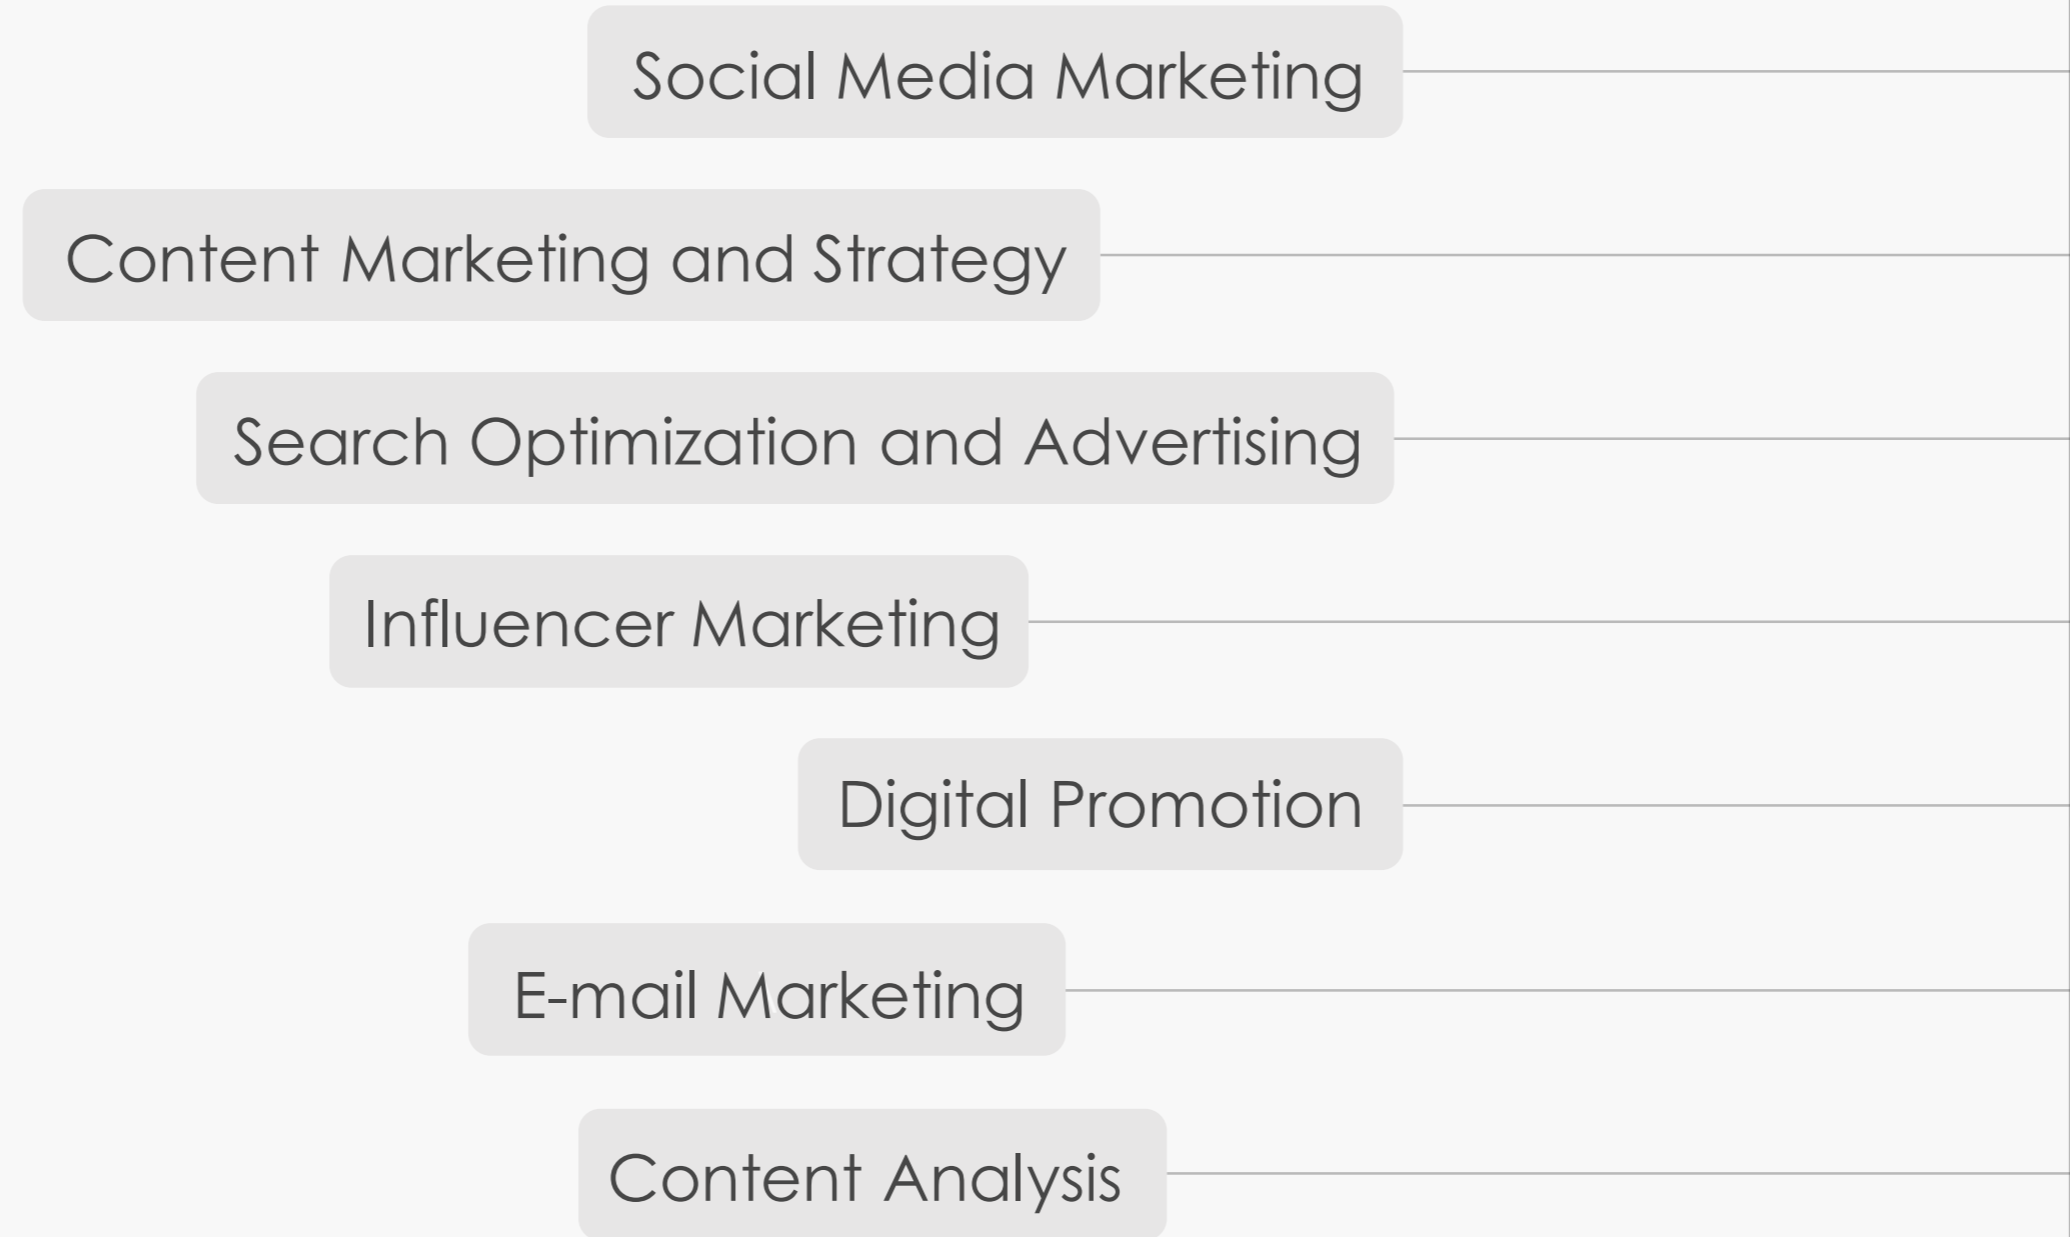 Social Media Marketing
Content Marketing and Strategy
Search Optimization and Advertising
Influencer Marketing
Digital Promotion
E-mail Marketing
Content Analysis